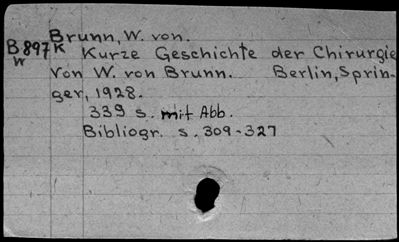 Brunn, W. von.
B897k Kurze Geschichte der Chirurgie
w von W. von Brunn. Berlin, Sprin-
ger, 1928.
339 s. mit Abb.
Bibliogr. s. 309-327